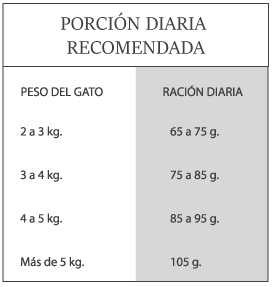 PORCIÓN DIARIA
RECOMENDADA
PESO DEL GATO RACIÓN DIARIA
2 a 3 kg. 65 a 75 g.
3 a 4 kg. 75 a 85 g.
4 a 5 kg. 85 a 95 g.
Más de 5 kg. 105 g.